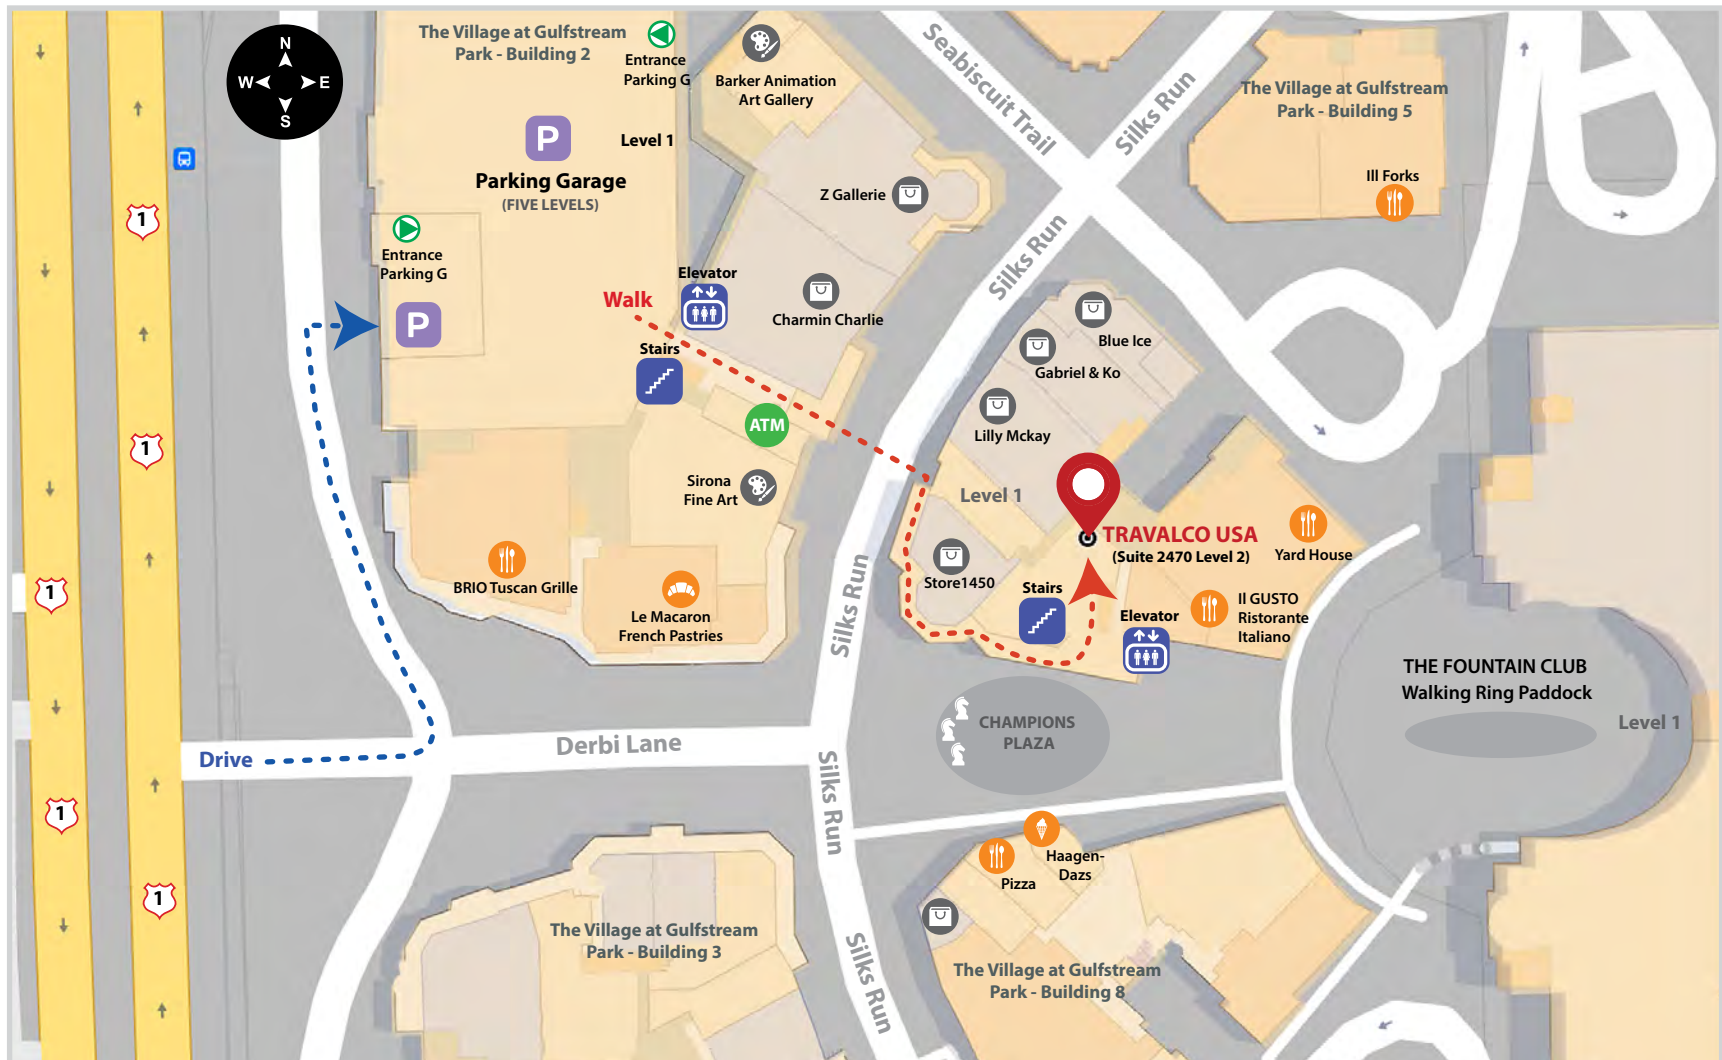 N
W
E
S
The Village at Gulfstream
Park - Building 2
Entrance
Parking G
Barker Animation
Art Gallery
Seabiscuit Trail
Silks Run
The Village at Gulfstream
Park - Building 5
Ill Forks
P
Level 1
Parking Garage
(FIVE LEVELS)
Z Gallerie
1
Entrance
Parking G
P
Walk
Elevator
Charmin Charlie
Silks Run
Stairs
Blue Ice
Gabriel & Ko
Lilly Mckay
ATM
1
Sirona
Fine Art
Level 1
TRAVALCO USA
(Suite 2470 Level 2)
Yard House
BRIO Tuscan Grille
Le Macaron
French Pastries
Silks Run
Store1450
Stairs
Elevator
Il GUSTO
Ristorante
Italiano
1
THE FOUNTAIN CLUB
Walking Ring Paddock
Level 1
CHAMPIONS
PLAZA
Drive
Derbi Lane
Silks Run
1
Haagen-
Dazs
Pizza
1
The Village at Gulfstream
Park - Building 3
Silks Run
The Village at Gulfstream
Park - Building 8